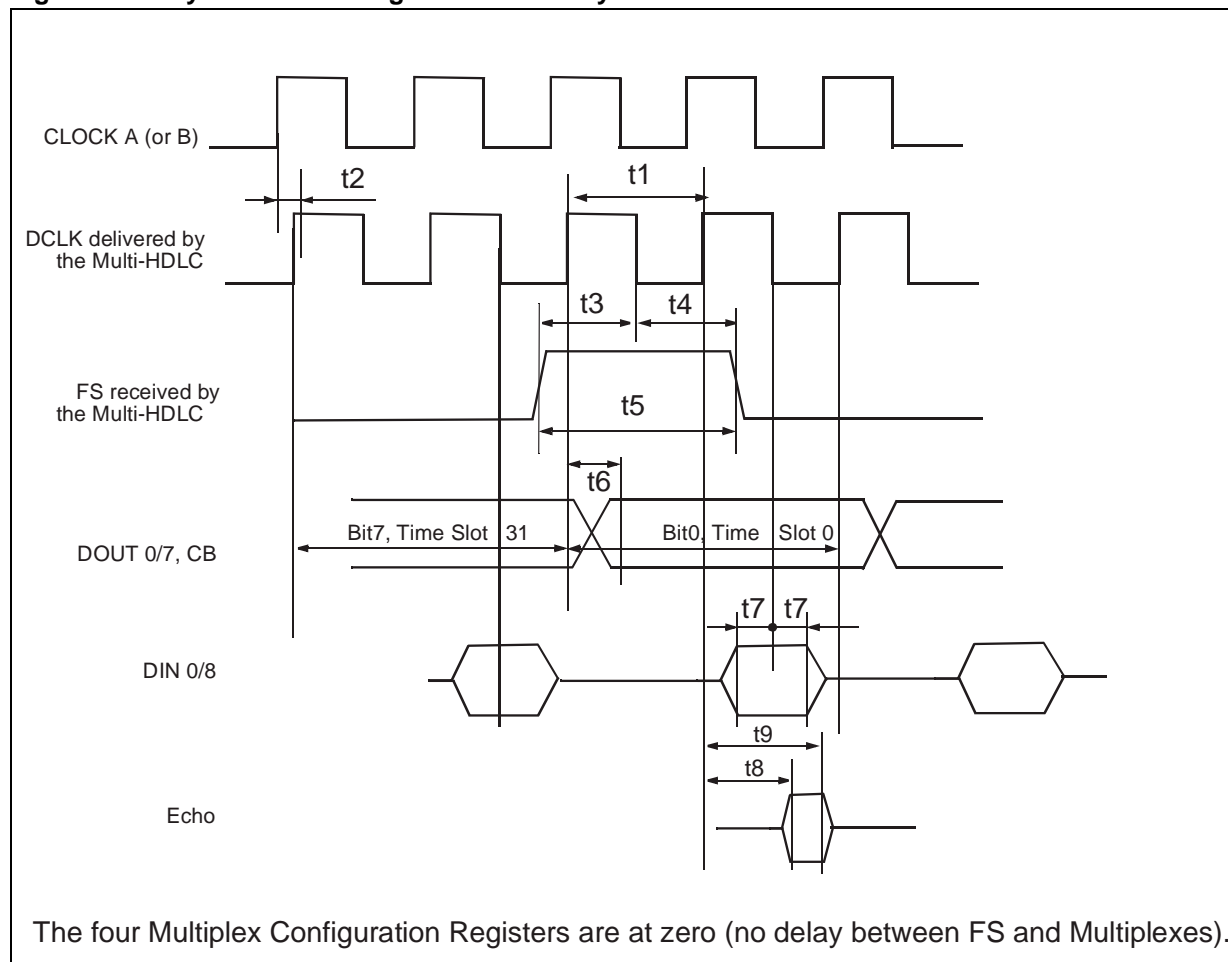 CLOCK A (or B)
t2
t1
DCLK delivered by
the Multi-HDLC
t3
t4
FS received by
the Multi-HDLC
t5
t6
Bit7, Time Slot 31
Bit0, Time Slot 0
DOUT 0/7, CB
t7
t7
DIN 0/8
t9
t8
Echo
The four Multiplex Configuration Registers are at zero (no delay between FS and Multiplexes).